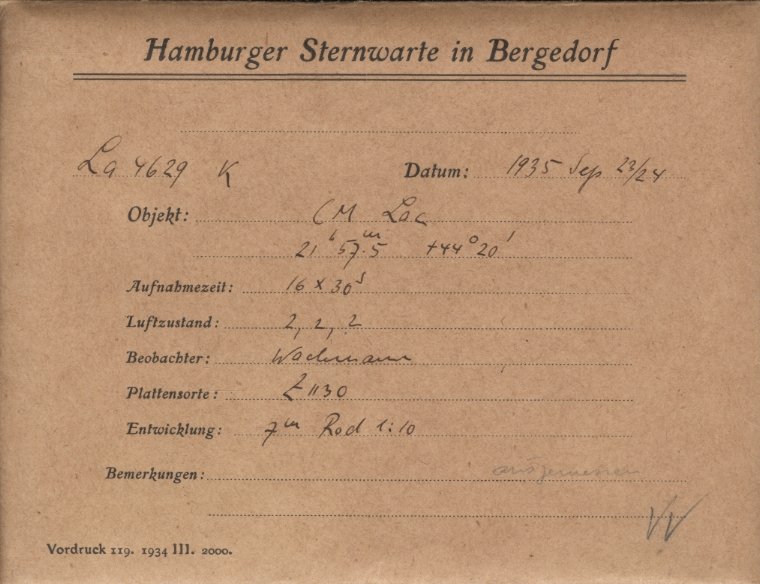 Hamburger Sternwarte in Bergedorf
La 4629 K Datum: 1935 Sep 23/24
Objekt: CM Lac
21ʰ 57ᵐ.5 +44° 20'
Aufnahmezeit: 16 x 30ˢ
Luftzustand: 2, 2, 2
Beobachter: Wachmann
Plattensorte: Z 1130
Entwicklung: 7ᵐ Rod 1:10
Bemerkungen: ausgemessen
W
Vordruck 119. 1934 III. 2000.